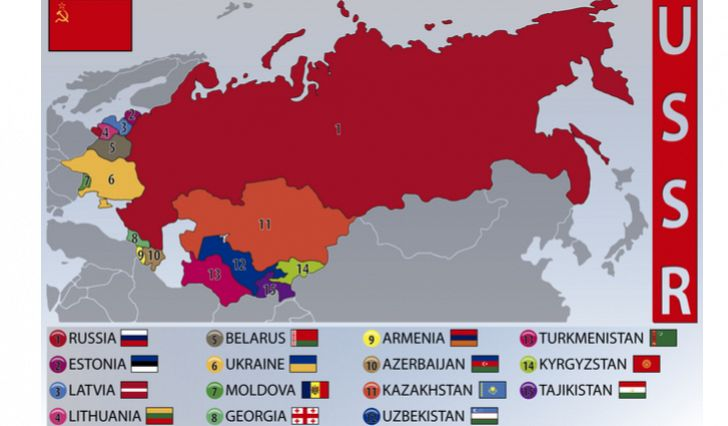 USSR
1
2
3
4
5
6
7
8
9
10
11
12
13
14
15
1 RUSSIA
2 ESTONIA
3 LATVIA
4 LITHUANIA
5 BELARUS
6 UKRAINE
7 MOLDOVA
8 GEORGIA
9 ARMENIA
10 AZERBAIJAN
11 KAZAKHSTAN
12 UZBEKISTAN
13 TURKMENISTAN
14 KYRGYZSTAN
15 TAJIKISTAN